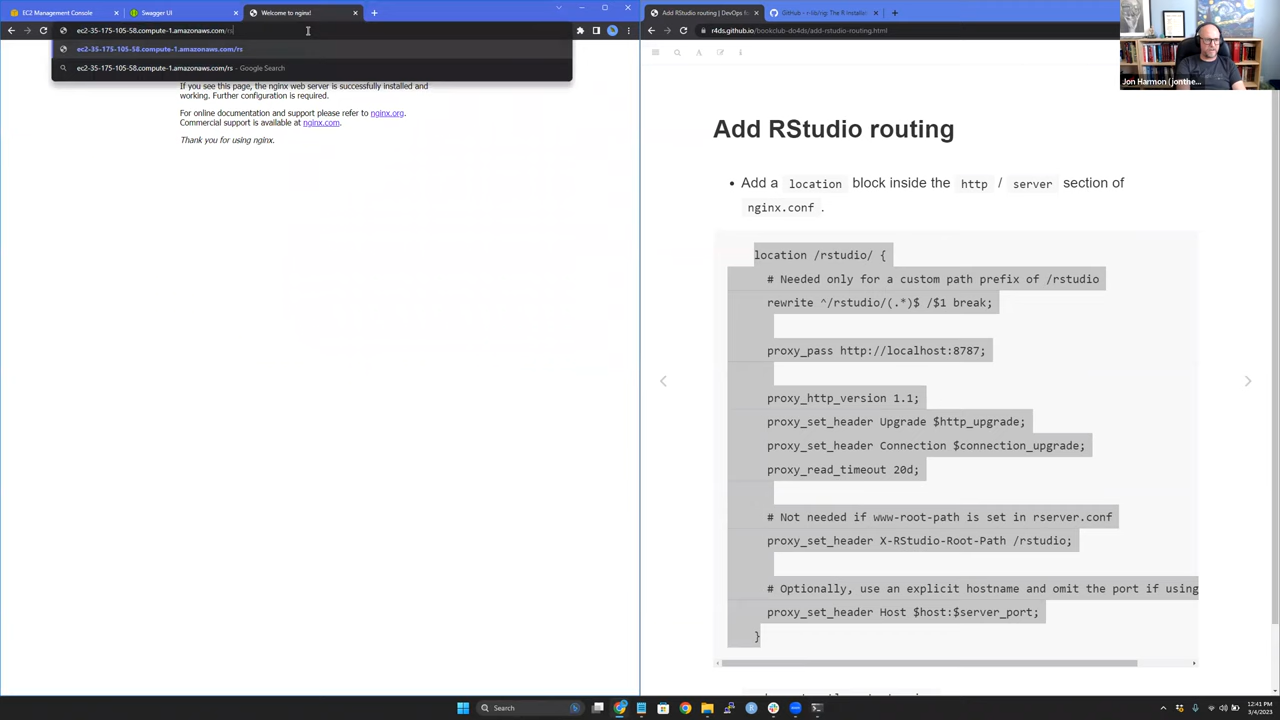 EC2 Management Console
Swagger UI
Welcome to nginx!
ec2-35-175-105-58.compute-1.amazonaws.com/rs
ec2-35-175-105-58.compute-1.amazonaws.com/rs
ec2-35-175-105-58.compute-1.amazonaws.com/rs - Google Search
If you see this page, the nginx web server is successfully installed and
working. Further configuration is required.
For online documentation and support please refer to nginx.org.
Commercial support is available at nginx.com.
Thank you for using nginx.
Add RStudio routing | DevOps fo
GitHub - r-lib/rig: The R Installat
r4ds.github.io/bookclub-do4ds/add-rstudio-routing.html
Jon Harmon (jonthe...
Add RStudio routing
• Add a location block inside the http / server section of
nginx.conf .
location /rstudio/ {
# Needed only for a custom path prefix of /rstudio
rewrite ^/rstudio/(.*)$ /$1 break;
proxy_pass http://localhost:8787;
proxy_http_version 1.1;
proxy_set_header Upgrade $http_upgrade;
proxy_set_header Connection $connection_upgrade;
proxy_read_timeout 20d;
# Not needed if www-root-path is set in rserver.conf
proxy_set_header X-RStudio-Root-Path /rstudio;
# Optionally, use an explicit hostname and omit the port if using
proxy_set_header Host $host:$server_port;
}
Search
12:41 PM
3/4/2023